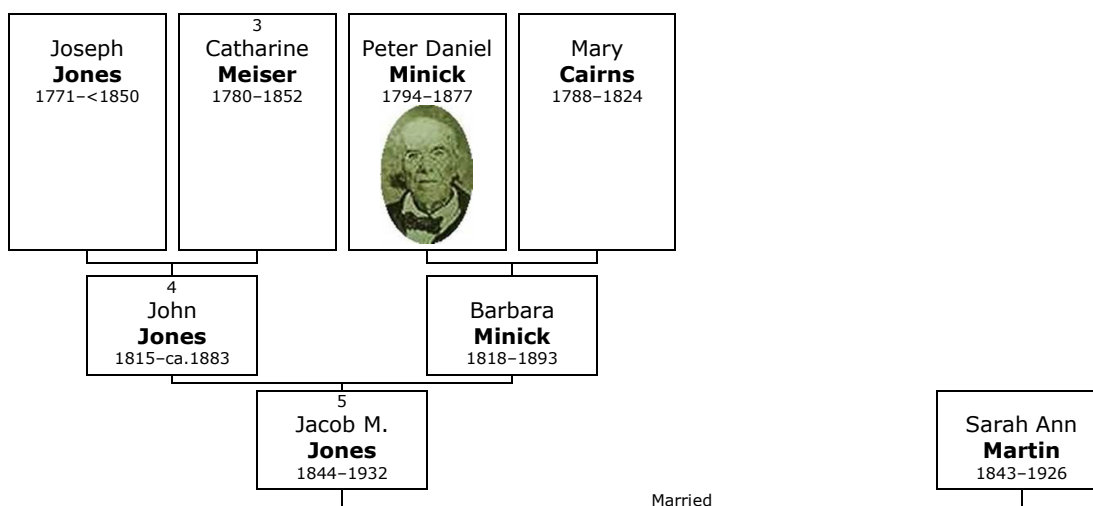 Joseph
Jones
1771–<1850
3
Catharine
Meiser
1780–1852
Peter Daniel
Minick
1794–1877
Mary
Cairns
1788–1824
4
John
Jones
1815–ca.1883
Barbara
Minick
1818–1893
5
Jacob M.
Jones
1844–1932
Sarah Ann
Martin
1843–1926
Married